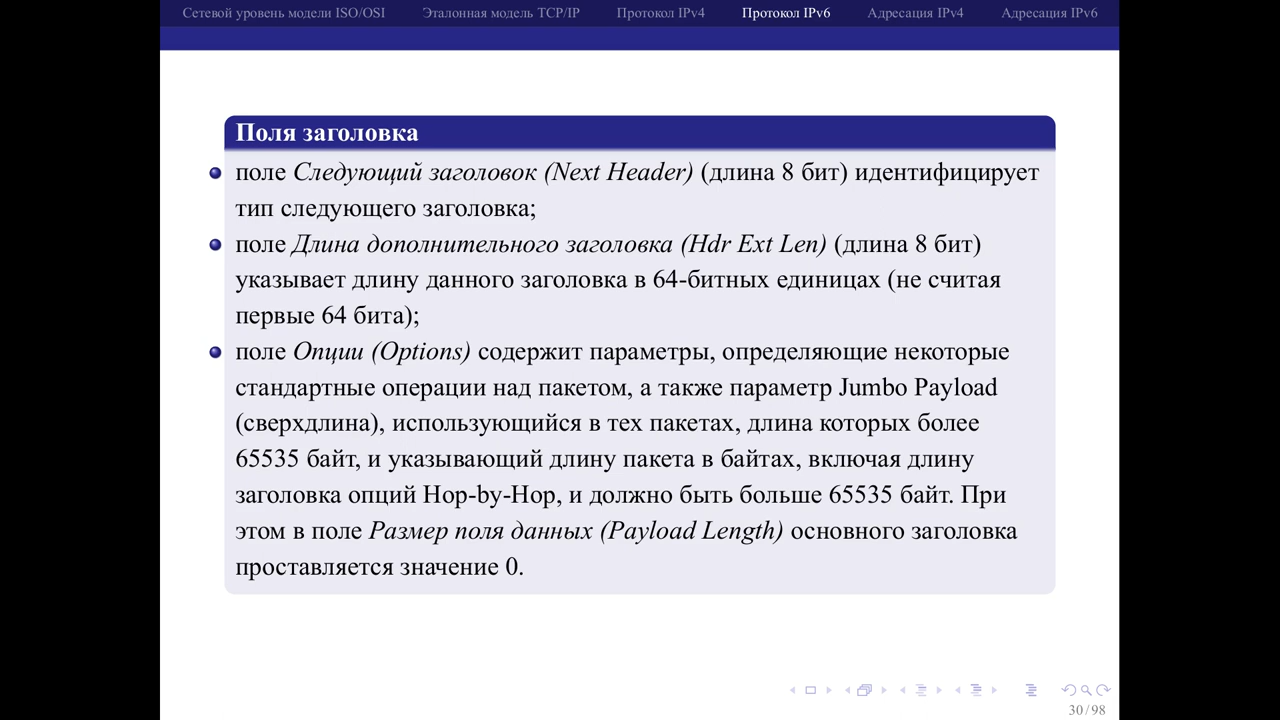 Сетевой уровень модели ISO/OSI Эталонная модель TCP/IP Протокол IPv4 Протокол IPv6 Адресация IPv4 Адресация IPv6
Поля заголовка
поле Следующий заголовок (Next Header) (длина 8 бит) идентифицирует
тип следующего заголовка;
поле Длина дополнительного заголовка (Hdr Ext Len) (длина 8 бит)
указывает длину данного заголовка в 64-битных единицах (не считая
первые 64 бита);
поле Опции (Options) содержит параметры, определяющие некоторые
стандартные операции над пакетом, а также параметр Jumbo Payload
(сверхдлина), использующийся в тех пакетах, длина которых более
65535 байт, и указывающий длину пакета в байтах, включая длину
заголовка опций Hop-by-Hop, и должно быть больше 65535 байт. При
этом в поле Размер поля данных (Payload Length) основного заголовка
проставляется значение 0.
30 / 98